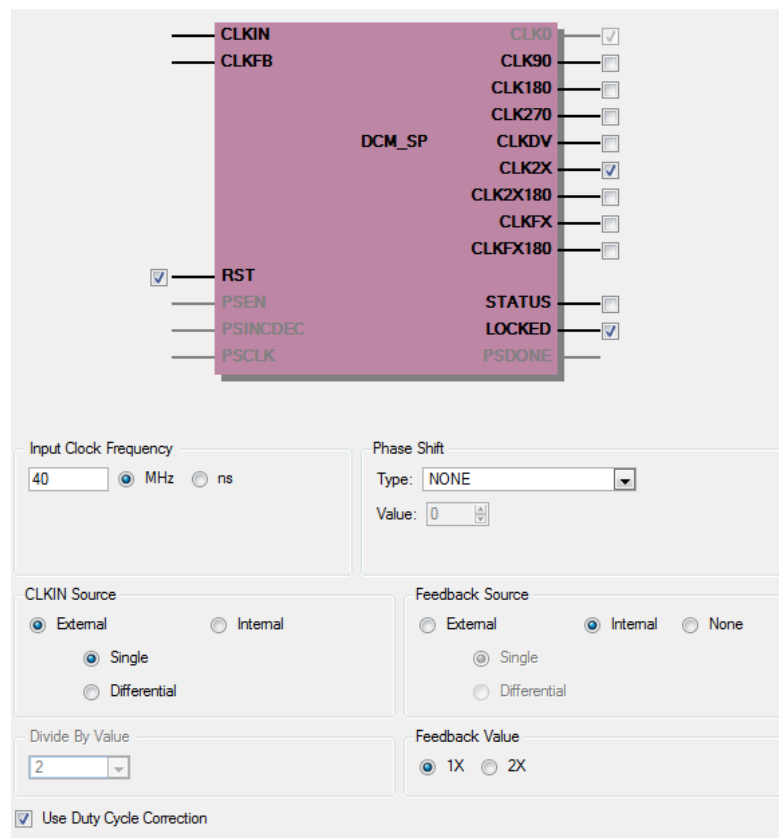 CLKIN CLK0
CLKFB CLK90
CLK180
CLK270
DCM_SP CLKDV
CLK2X
CLK2X180
CLKFX
CLKFX180
RST
PSEN STATUS
PSINCDEC LOCKED
PSCLK PSDONE
Input Clock Frequency
40 MHz ns
Phase Shift
Type: NONE
Value: 0
CLKIN Source
External Internal
Single
Differential
Feedback Source
External Internal None
Single
Differential
Divide By Value
2
Feedback Value
1X 2X
Use Duty Cycle Correction